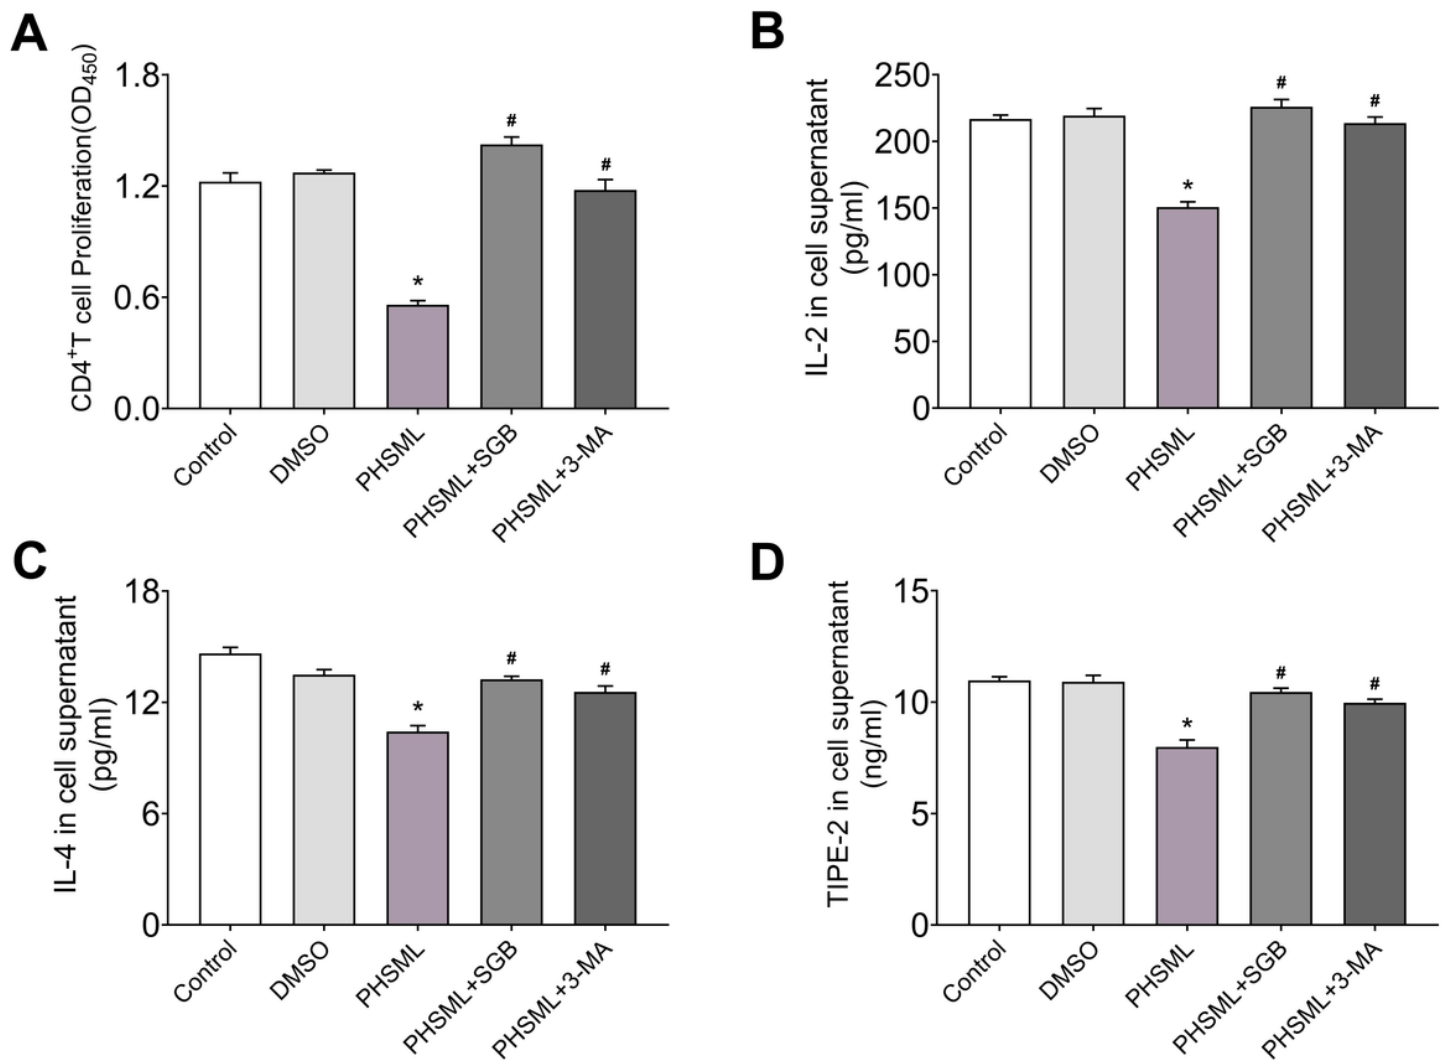 A
CD4⁺T cell Proliferation(OD₄₅₀)
1.8
1.2
0.6
0.0
*
#
#
Control
DMSO
PHSML
PHSML+SGB
PHSML+3-MA
B
IL-2 in cell supernatant
(pg/ml)
250
200
150
100
50
0
*
#
#
Control
DMSO
PHSML
PHSML+SGB
PHSML+3-MA
C
IL-4 in cell supernatant
(pg/ml)
18
12
6
0
*
#
#
Control
DMSO
PHSML
PHSML+SGB
PHSML+3-MA
D
TIPE-2 in cell supernatant
(ng/ml)
15
10
5
0
*
#
#
Control
DMSO
PHSML
PHSML+SGB
PHSML+3-MA